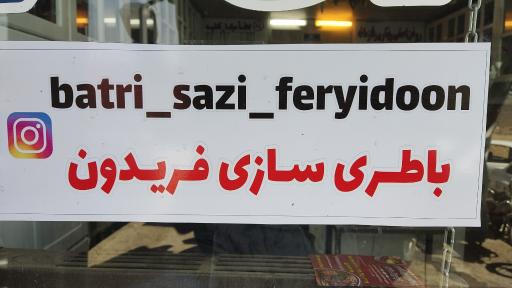 batri_sazi_feryidoon
باطری سازی فریدون